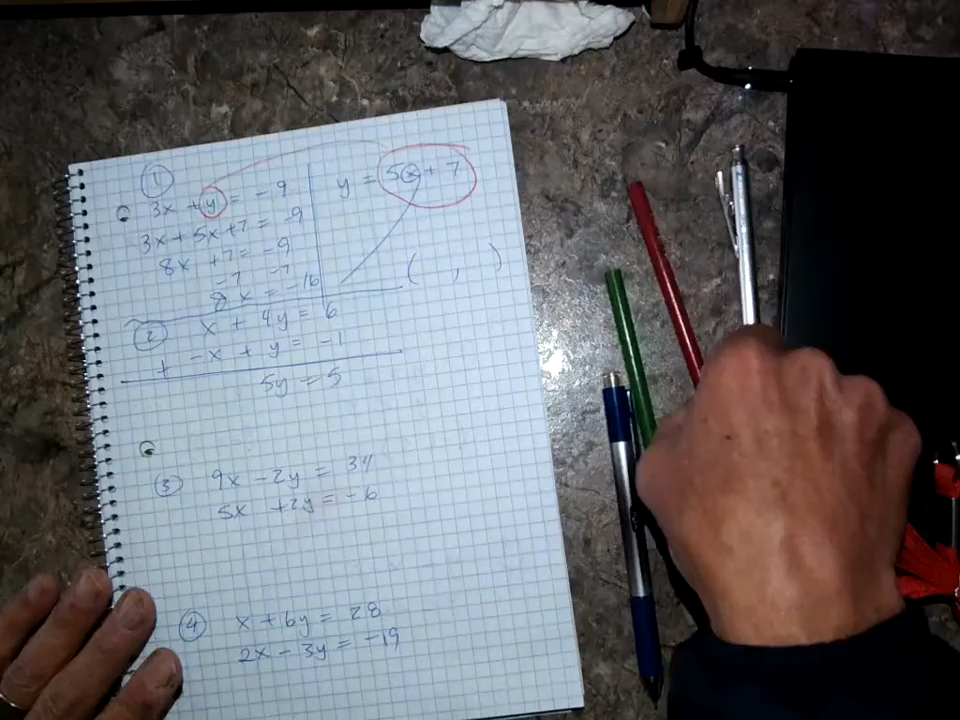 ① 3x + y = -9 y = 5x + 7
3x + 5x + 7 = -9
8x + 7 = -9
-7 -7
8x = -16 ( , )
② x + 4y = 6
+ -x + y = -1
5y = 5
③ 9x - 2y = 34
5x + 2y = -6
④ x + 6y = 28
2x - 3y = -19